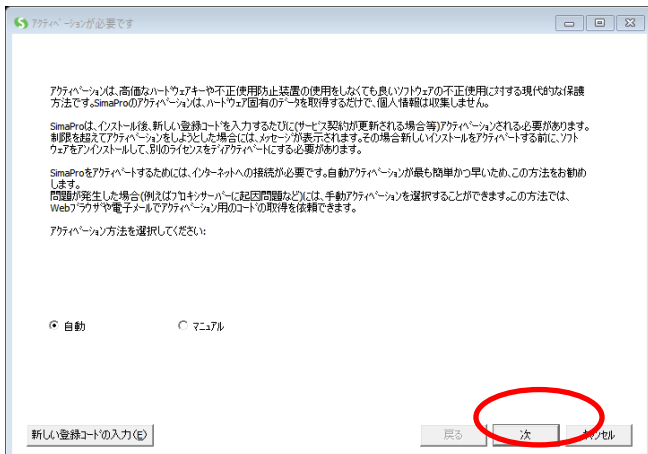 アクティベーションが必要です
アクティベーションは、高価なハードウェアキーや不正使用防止装置の使用をしなくても良いソフトウェアの不正使用に対する現代的な保護
方法です。SimaProのアクティベーションは、ハードウェア固有のデータを取得するだけで、個人情報は収集しません。
SimaProは、インストール後、新しい登録コードを入力するたびに(サービス契約が更新される場合等)アクティベーションされる必要があります。
制限を超えてアクティベーションをしようとした場合には、メッセージが表示されます。その場合新しいインストールをアクティベートする前に、ソフト
ウェアをアンインストールして、別のライセンスをディアクティベートにする必要があります。
SimaProをアクティベートするためには、インターネットへの接続が必要です。自動アクティベーションが最も簡単かつ早いため、この方法をお勧め
します。
問題が発生した場合(例えばプロキシサーバーに起因問題など)には、手動アクティベーションを選択することができます。この方法では、
Webブラウザや電子メールでアクティベーション用のコードの取得を依頼できます。
アクティベーション方法を選択してください:
自動 マニュアル
新しい登録コードの入力(E) 戻る 次 キャンセル